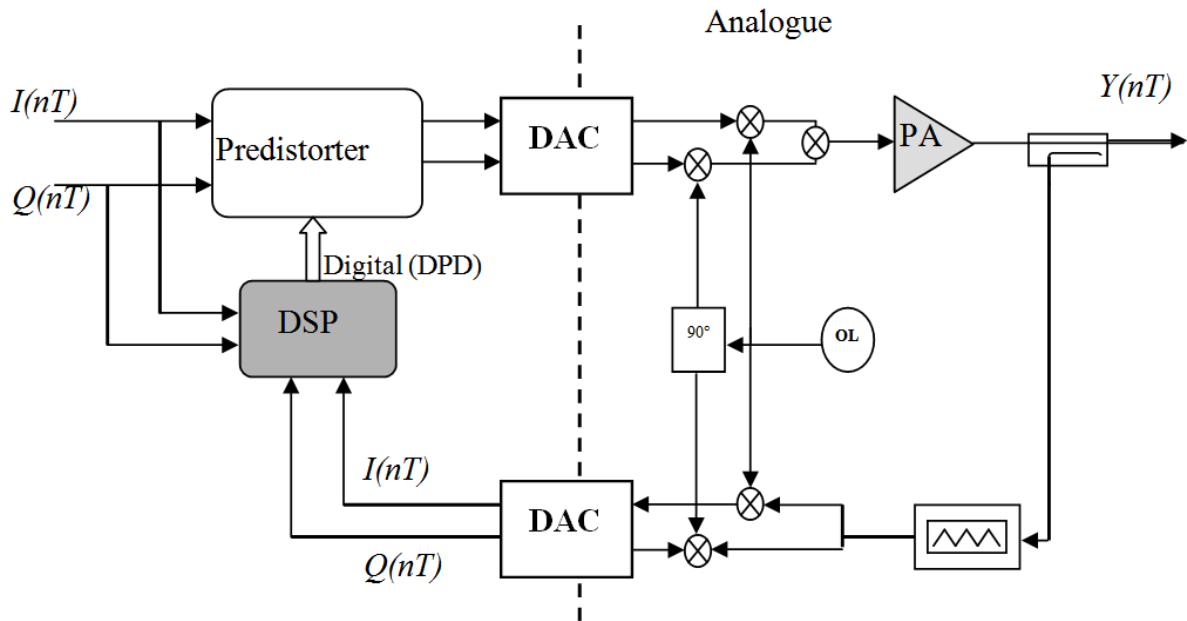 Analogue
I(nT)
Y(nT)
Predistorter
DAC
PA
Q(nT)
Digital (DPD)
DSP
90°
OL
I(nT)
DAC
Q(nT)